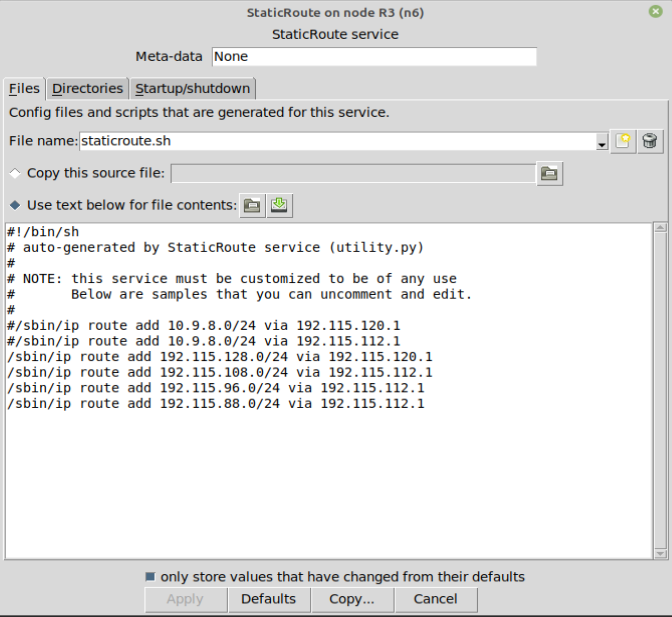 StaticRoute on node R3 (n6)
StaticRoute service
Meta-data None
Files Directories Startup/shutdown
Config files and scripts that are generated for this service.
File name: staticroute.sh
Copy this source file:
Use text below for file contents:
#!/bin/sh
# auto-generated by StaticRoute service (utility.py)
#
# NOTE: this service must be customized to be of any use
#       Below are samples that you can uncomment and edit.
#
#/sbin/ip route add 10.9.8.0/24 via 192.115.120.1
#/sbin/ip route add 10.9.8.0/24 via 192.115.112.1
/sbin/ip route add 192.115.128.0/24 via 192.115.120.1
/sbin/ip route add 192.115.108.0/24 via 192.115.112.1
/sbin/ip route add 192.115.96.0/24 via 192.115.112.1
/sbin/ip route add 192.115.88.0/24 via 192.115.112.1
only store values that have changed from their defaults
Apply Defaults Copy... Cancel